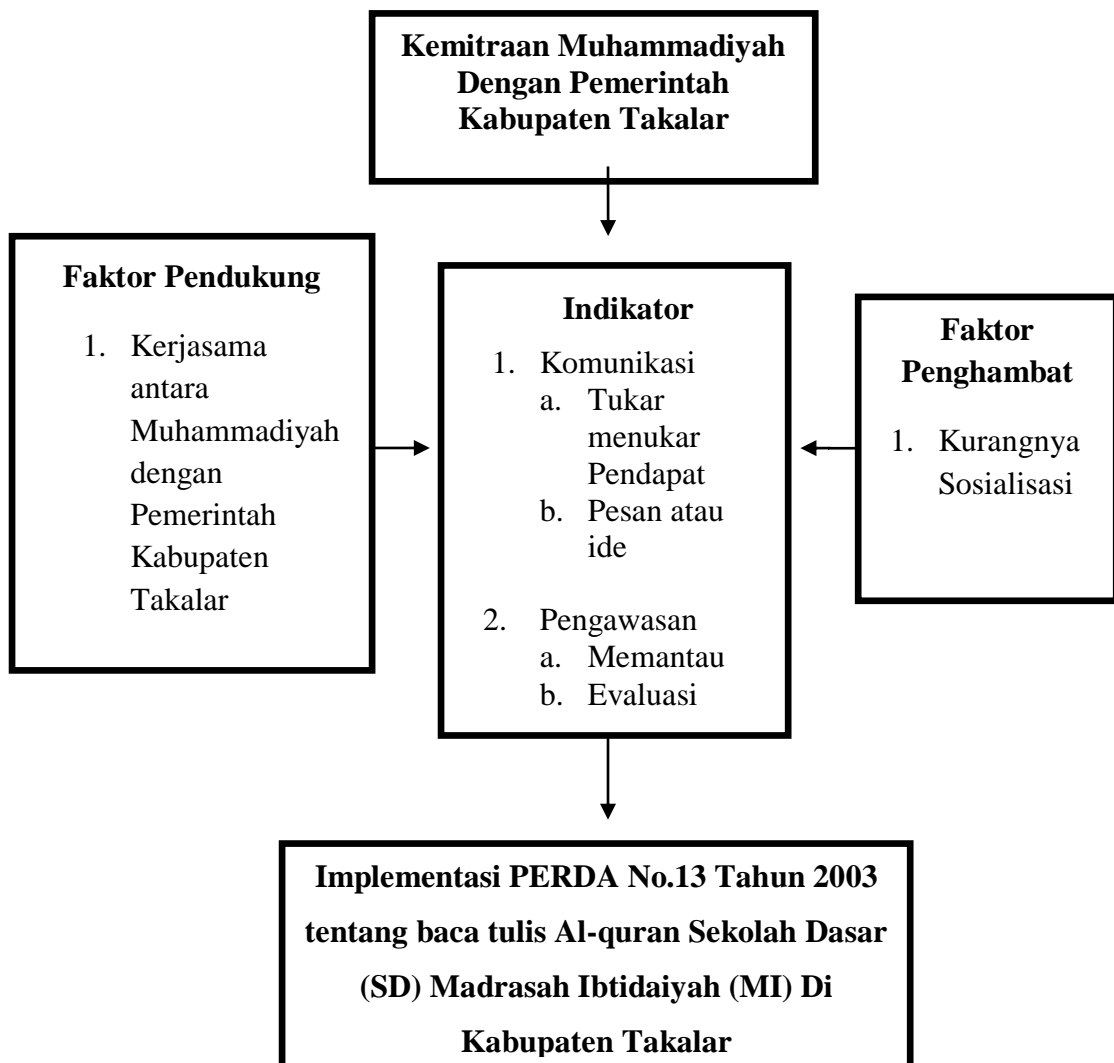 Kemitraan Muhammadiyah
Dengan Pemerintah
Kabupaten Takalar
Faktor Pendukung
1. Kerjasama
antara
Muhammadiyah
dengan
Pemerintah
Kabupaten
Takalar
Indikator
1. Komunikasi
a. Tukar
menukar
Pendapat
b. Pesan atau
ide
2. Pengawasan
a. Memantau
b. Evaluasi
Faktor
Penghambat
1. Kurangnya
Sosialisasi
Implementasi PERDA No.13 Tahun 2003
tentang baca tulis Al-quran Sekolah Dasar
(SD) Madrasah Ibtidaiyah (MI) Di
Kabupaten Takalar